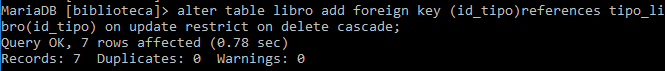 MariaDB [biblioteca]> alter table libro add foreign key (id_tipo)references tipo_li
bro(id_tipo) on update restrict on delete cascade;
Query OK, 7 rows affected (0.78 sec)
Records: 7  Duplicates: 0  Warnings: 0